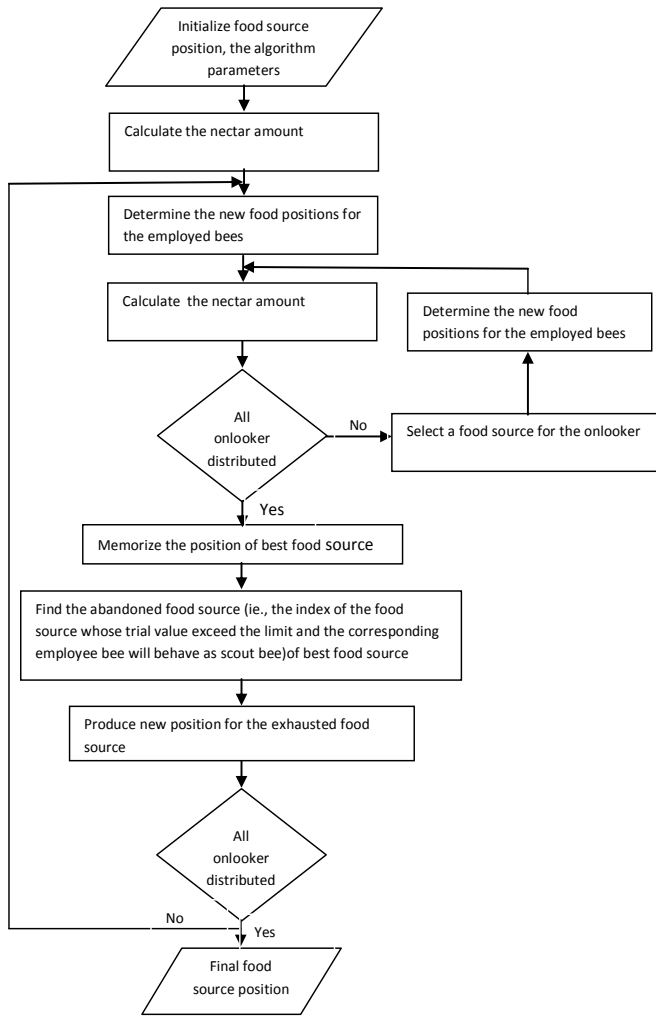 Initialize food source
position, the algorithm
parameters
Calculate the nectar amount
Determine the new food positions for
the employed bees
Calculate  the nectar amount
Determine the new food
positions for the employed bees
All
onlooker
distributed
No
Select a food source for the onlooker
Yes
Memorize the position of best food source
Find the abandoned food source (ie., the index of the food
source whose trial value exceed the limit and the corresponding
employee bee will behave as scout bee)of best food source
Produce new position for the exhausted food
source
All
onlooker
distributed
No
Yes
Final food
source position